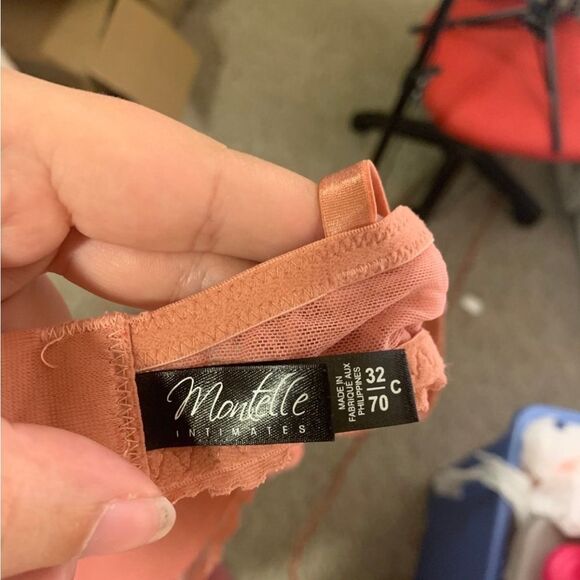 Montelle
INTIMATES
MADE IN
FABRIQUÉ AUX
PHILIPPINES
32
70
C